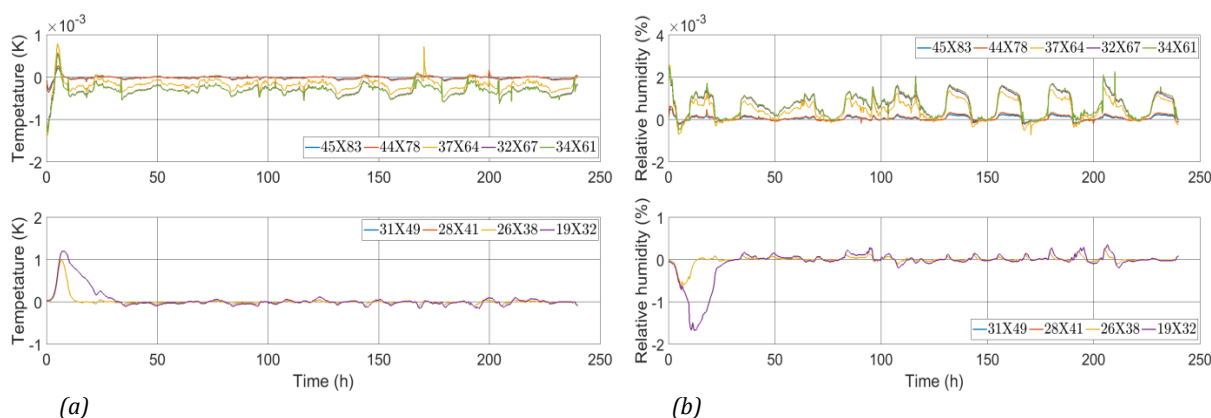 ×10⁻³
Tempetature (K)
1
0
-1
-2
0 50 100 150 200 250
45X83 44X78 37X64 32X67 34X61
Tempetature (K)
2
1
0
-1
31X49 28X41 26X38 19X32
0 50 100 150 200 250
Time (h)
(a)
×10⁻³
Relative humidity (%)
4
2
0
-2
0 50 100 150 200 250
45X83 44X78 37X64 32X67 34X61
Relative humidity (%)
1
0
-1
-2
31X49 28X41 26X38 19X32
0 50 100 150 200 250
Time (h)
(b)